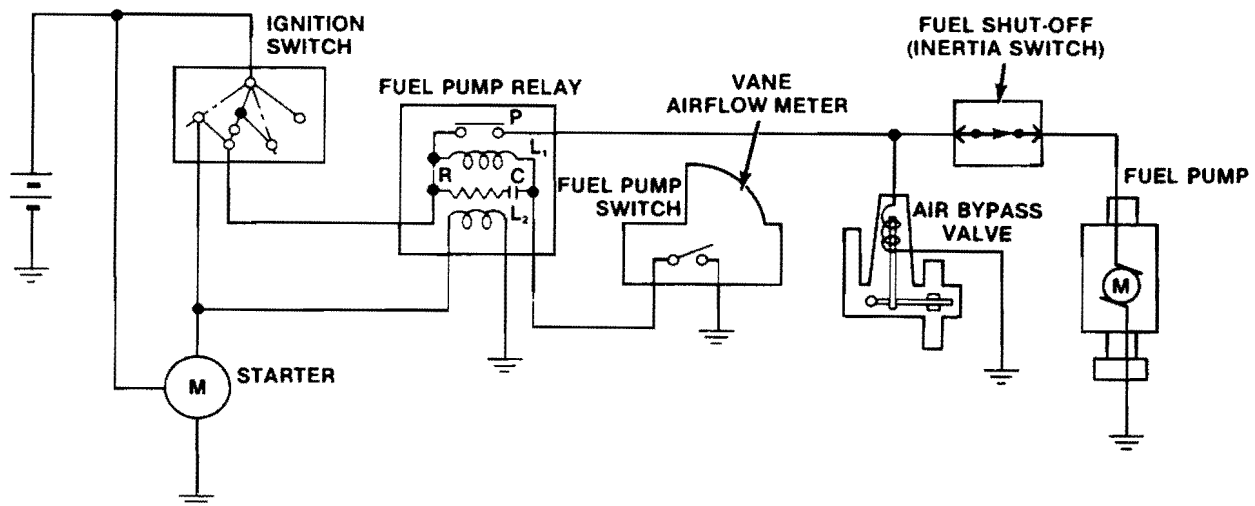 IGNITION
SWITCH
FUEL PUMP RELAY
P
L1
R
C
L2
FUEL PUMP
SWITCH
VANE
AIRFLOW METER
FUEL SHUT-OFF
(INERTIA SWITCH)
AIR BYPASS
VALVE
FUEL PUMP
M
M
STARTER